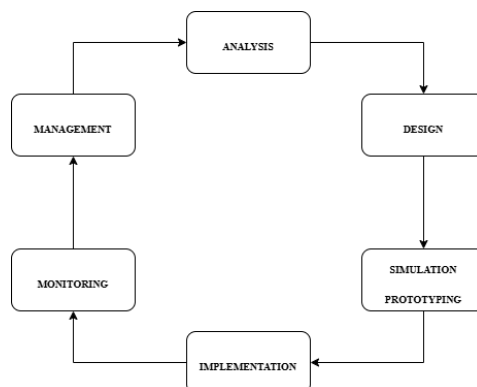 ANALYSIS
DESIGN
SIMULATION
PROTOTYPING
IMPLEMENTATION
MONITORING
MANAGEMENT